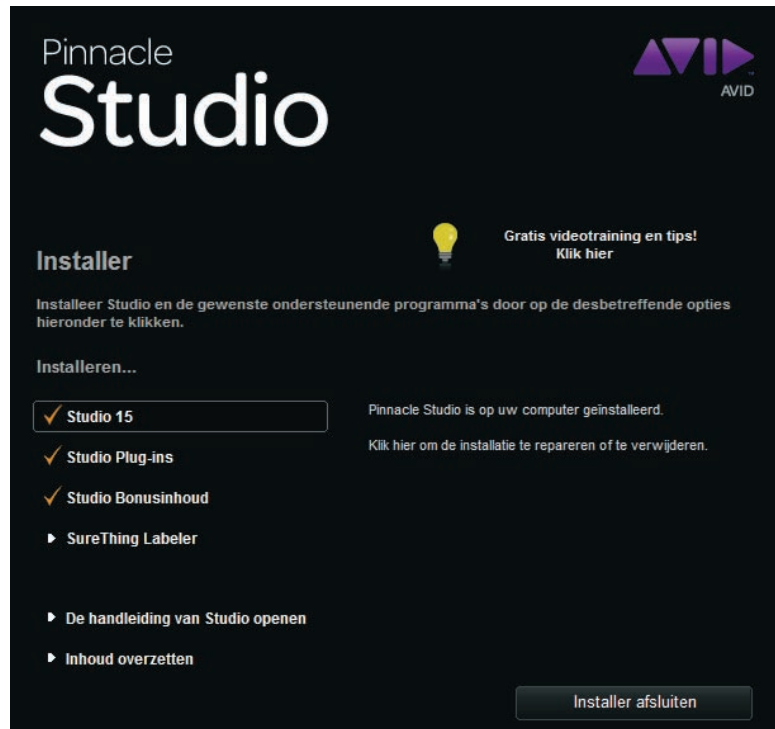 Pinnacle
Studio
AVID
AVID
Gratis videotraining en tips!
Klik hier
Installer
Installeer Studio en de gewenste ondersteunende programma's door op de desbetreffende opties
hieronder te klikken.
Installeren...
Studio 15
Pinnacle Studio is op uw computer geïnstalleerd.
Klik hier om de installatie te repareren of te verwijderen.
Studio Plug-ins
Studio Bonusinhoud
SureThing Labeler
De handleiding van Studio openen
Inhoud overzetten
Installer afsluiten